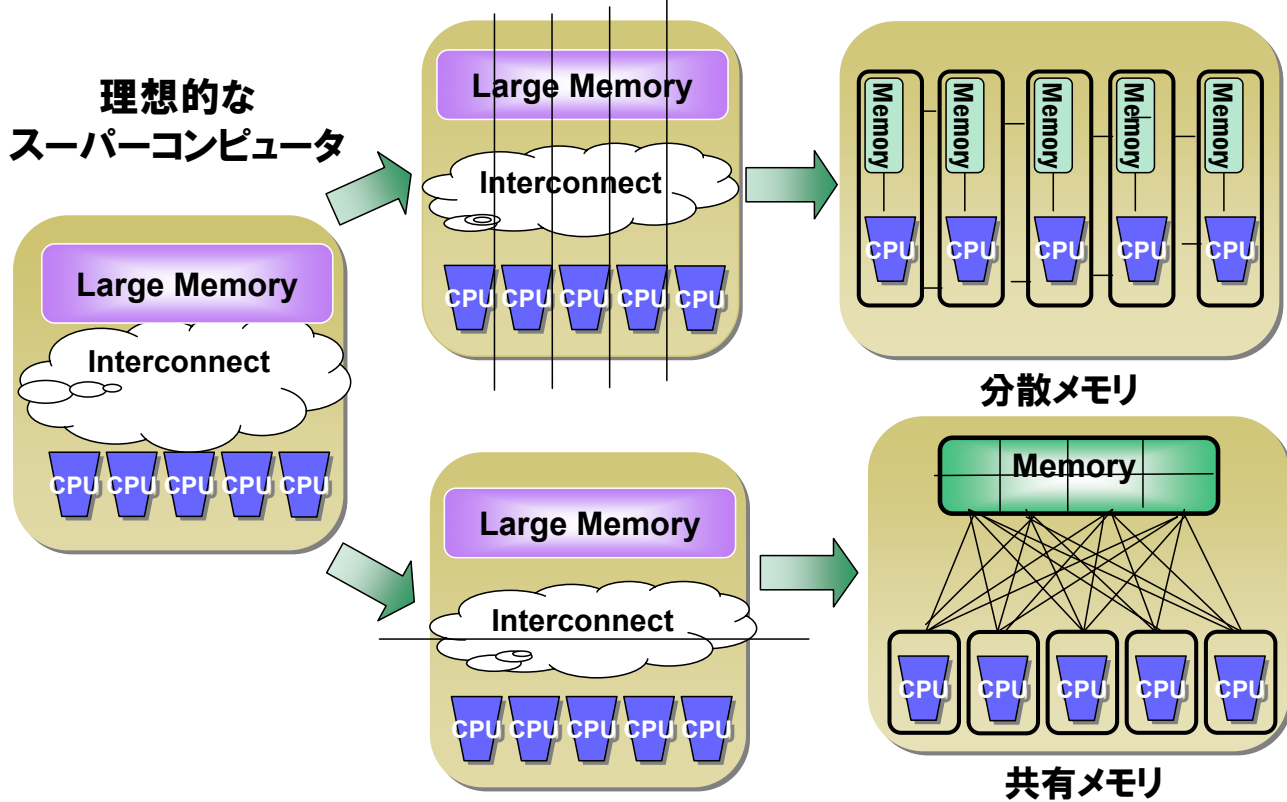 理想的な
スーパーコンピュータ
Large Memory
Interconnect
CPU CPU CPU CPU CPU
Large Memory
Interconnect
CPU CPU CPU CPU CPU
Memory Memory Memory Memory Memory
CPU CPU CPU CPU CPU
分散メモリ
Large Memory
Interconnect
CPU CPU CPU CPU CPU
Memory
CPU CPU CPU CPU CPU
共有メモリ